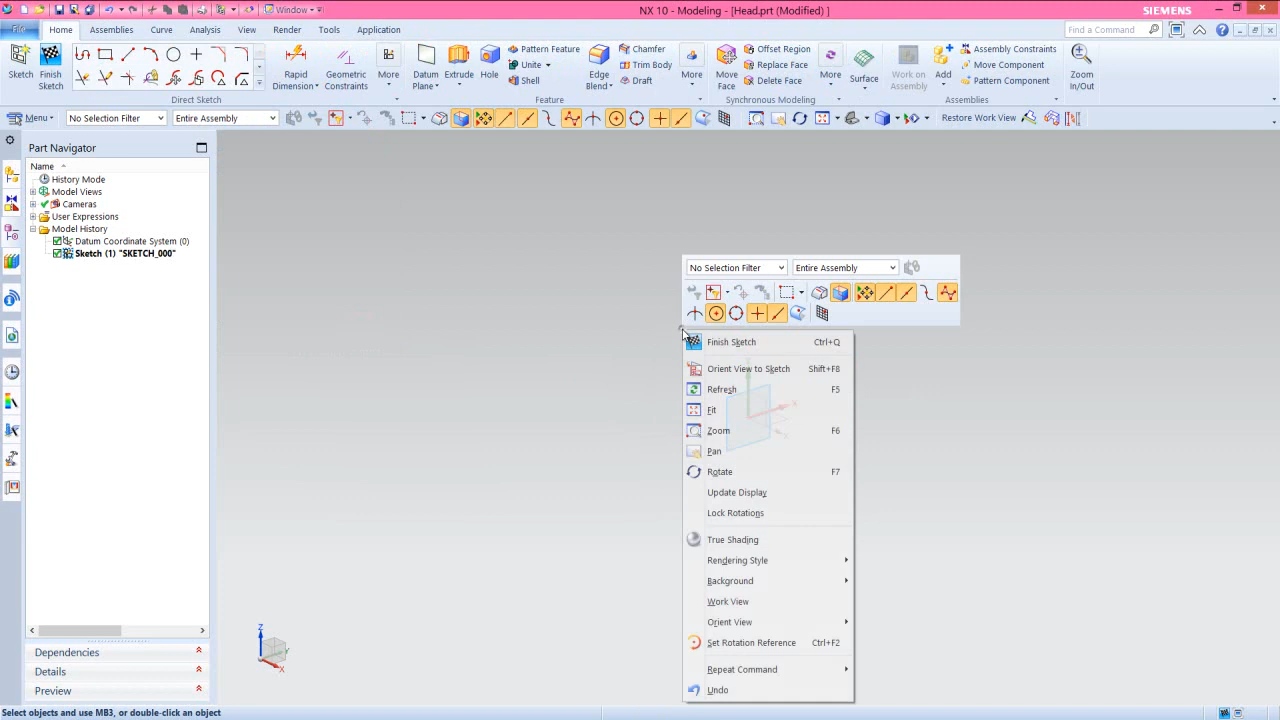 Window
NX 10 - Modeling - [Head.prt (Modified) ]
SIEMENS
File Home Assemblies Curve Analysis View Render Tools Application
Find a Command
Sketch
Finish Sketch
Direct Sketch
Rapid Dimension
Geometric Constraints
More
Datum Plane
Extrude
Hole
Pattern Feature
Unite
Shell
Edge Blend
Chamfer
Trim Body
Draft
More
Feature
Move Face
Offset Region
Replace Face
Delete Face
More
Synchronous Modeling
Surface
Work on Assembly
Add
Assembly Constraints
Move Component
Pattern Component
Assemblies
Zoom In/Out
Menu
No Selection Filter
Entire Assembly
Restore Work View
Part Navigator
Name
History Mode
Model Views
Cameras
User Expressions
Model History
Datum Coordinate System (0)
Sketch (1) "SKETCH_000"
No Selection Filter
Entire Assembly
Finish Sketch Ctrl+Q
Orient View to Sketch Shift+F8
Refresh F5
Fit
Zoom F6
Pan
Rotate F7
Update Display
Lock Rotations
True Shading
Rendering Style
Background
Work View
Orient View
Set Rotation Reference Ctrl+F2
Repeat Command
Undo
X
Z
Y
X
Dependencies
Details
Preview
Select objects and use MB3, or double-click an object